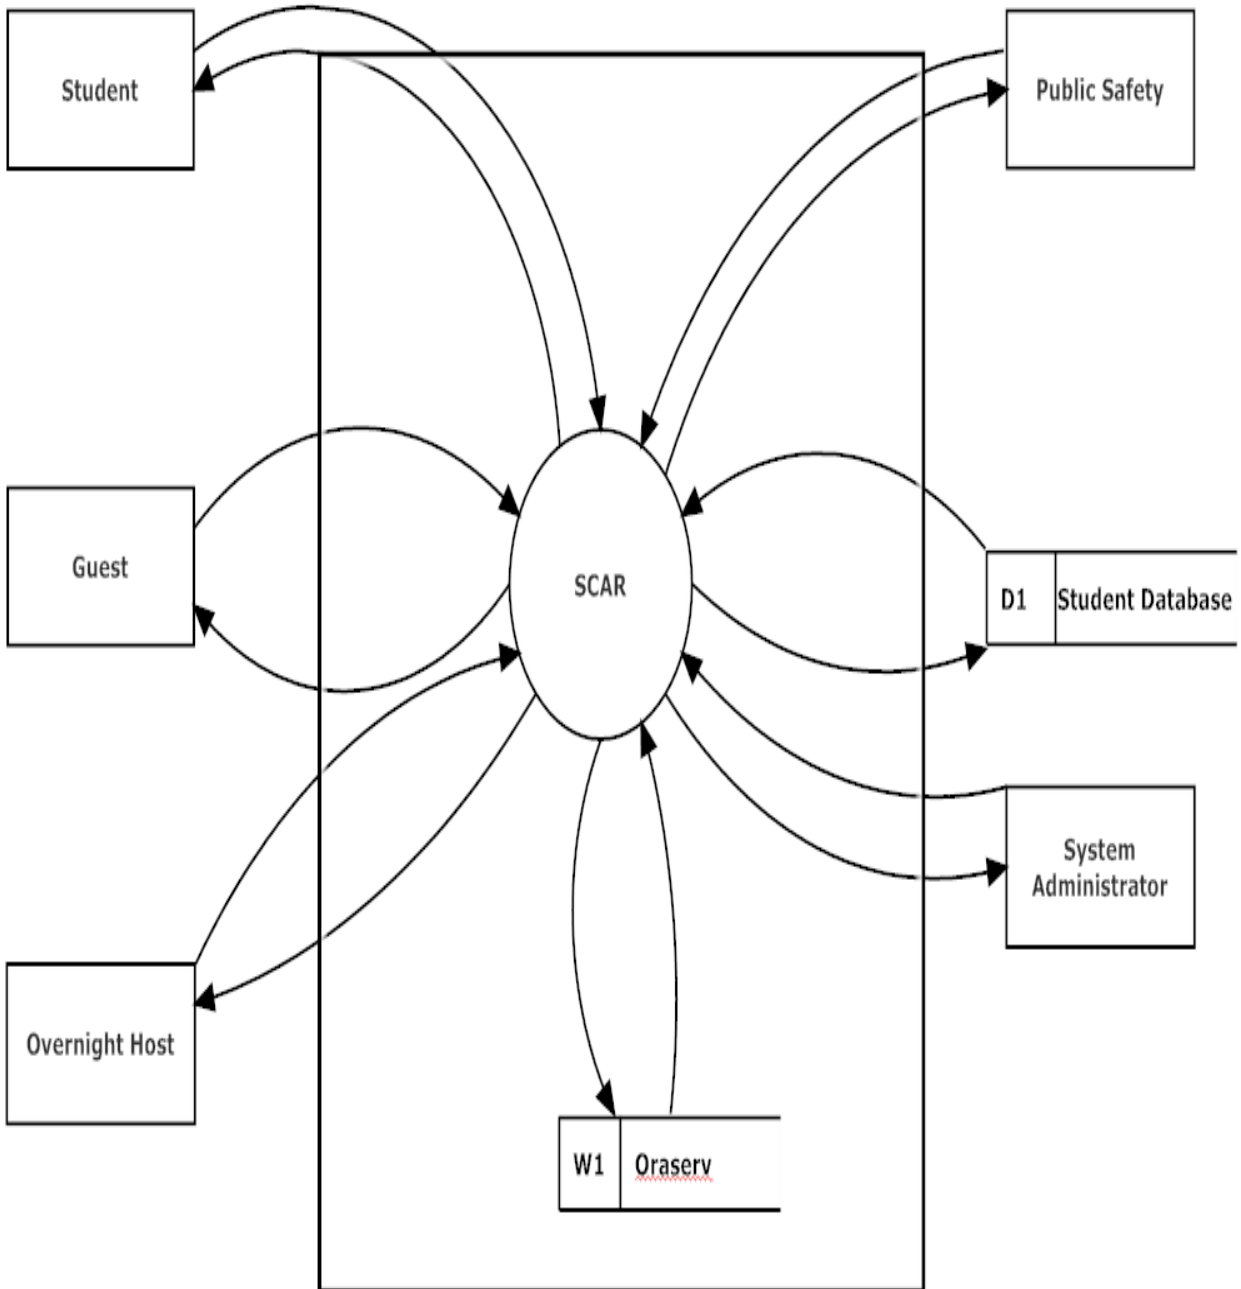 Student
Public Safety
Guest
SCAR
D1 Student Database
System
Administrator
Overnight Host
W1 Oraserv